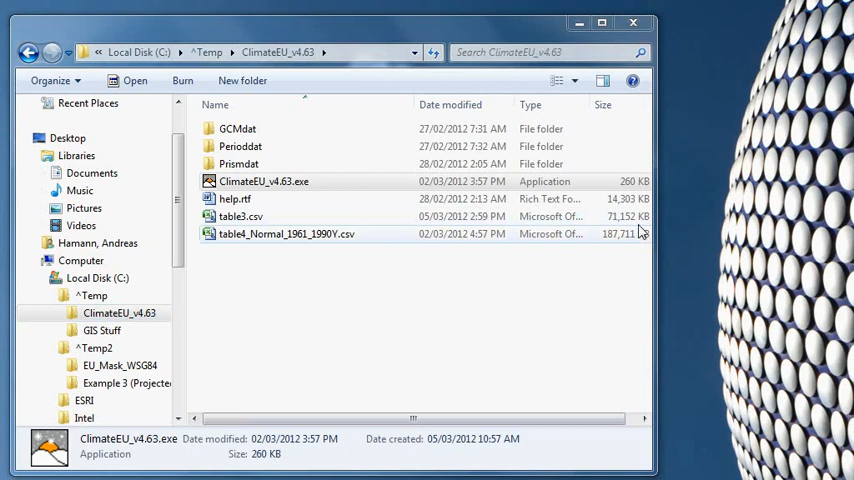 « Local Disk (C:) ▸ ^Temp ▸ ClimateEU_v4.63 ▸
Search ClimateEU_v4.63
Organize Open Burn New folder
Name Date modified Type Size
Recent Places
Desktop
Libraries
Documents
Music
Pictures
Videos
Hamann, Andreas
Computer
Local Disk (C:)
^Temp
ClimateEU_v4.63
GIS Stuff
^Temp2
EU_Mask_WSG84
Example 3 (Projecte
ESRI
Intel
GCMdat 27/02/2012 7:31 AM File folder
Perioddat 27/02/2012 7:32 AM File folder
Prismdat 28/02/2012 2:05 AM File folder
ClimateEU_v4.63.exe 02/03/2012 3:57 PM Application 260 KB
help.rtf 28/02/2012 2:13 AM Rich Text Fo... 14,303 KB
table3.csv 05/03/2012 2:59 PM Microsoft Of... 71,152 KB
table4_Normal_1961_1990Y.csv 02/03/2012 4:57 PM Microsoft Of... 187,711
ClimateEU_v4.63.exe Date modified: 02/03/2012 3:57 PM Date created: 05/03/2012 10:57 AM
Application Size: 260 KB